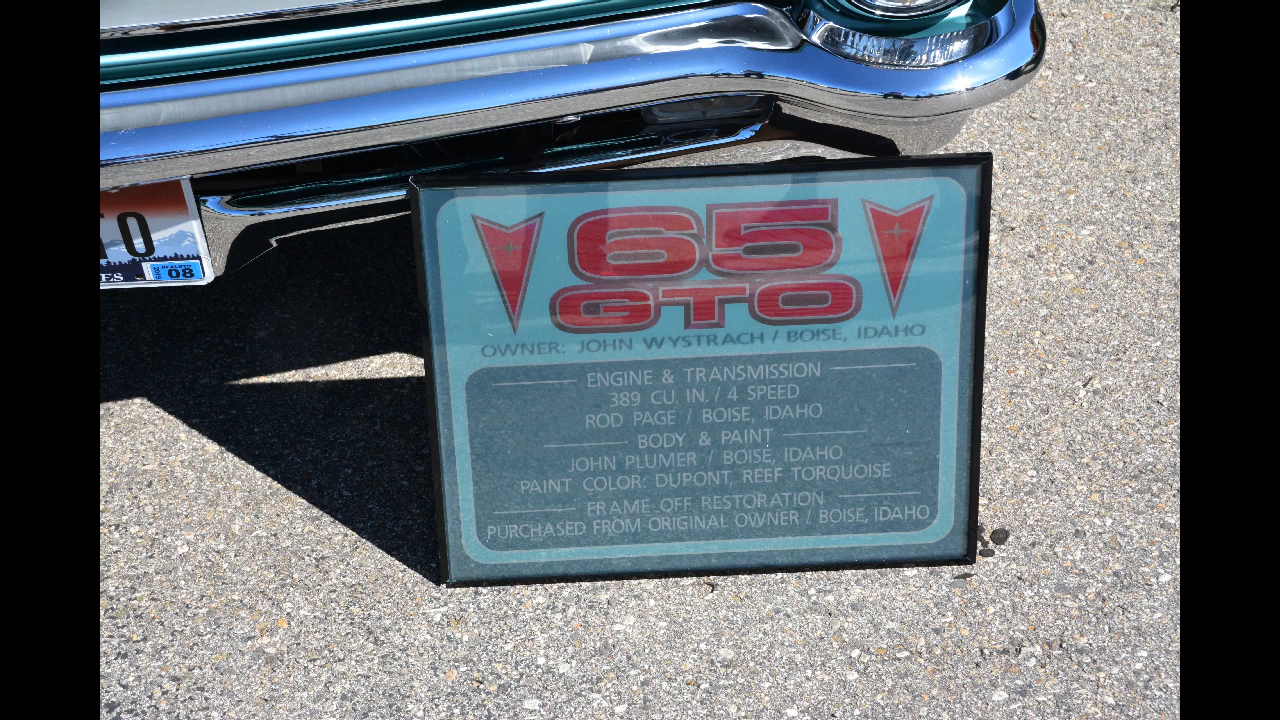 65
GTO
OWNER: JOHN WYSTRACH / BOISE, IDAHO
ENGINE & TRANSMISSION
389 CU. IN. / 4 SPEED
ROD PAGE / BOISE, IDAHO
BODY & PAINT
JOHN PLUMER / BOISE, IDAHO
PAINT COLOR: DUPONT, REEF TORQUOISE
FRAME OFF RESTORATION
PURCHASED FROM ORIGINAL OWNER / BOISE, IDAHO
O
ES
08